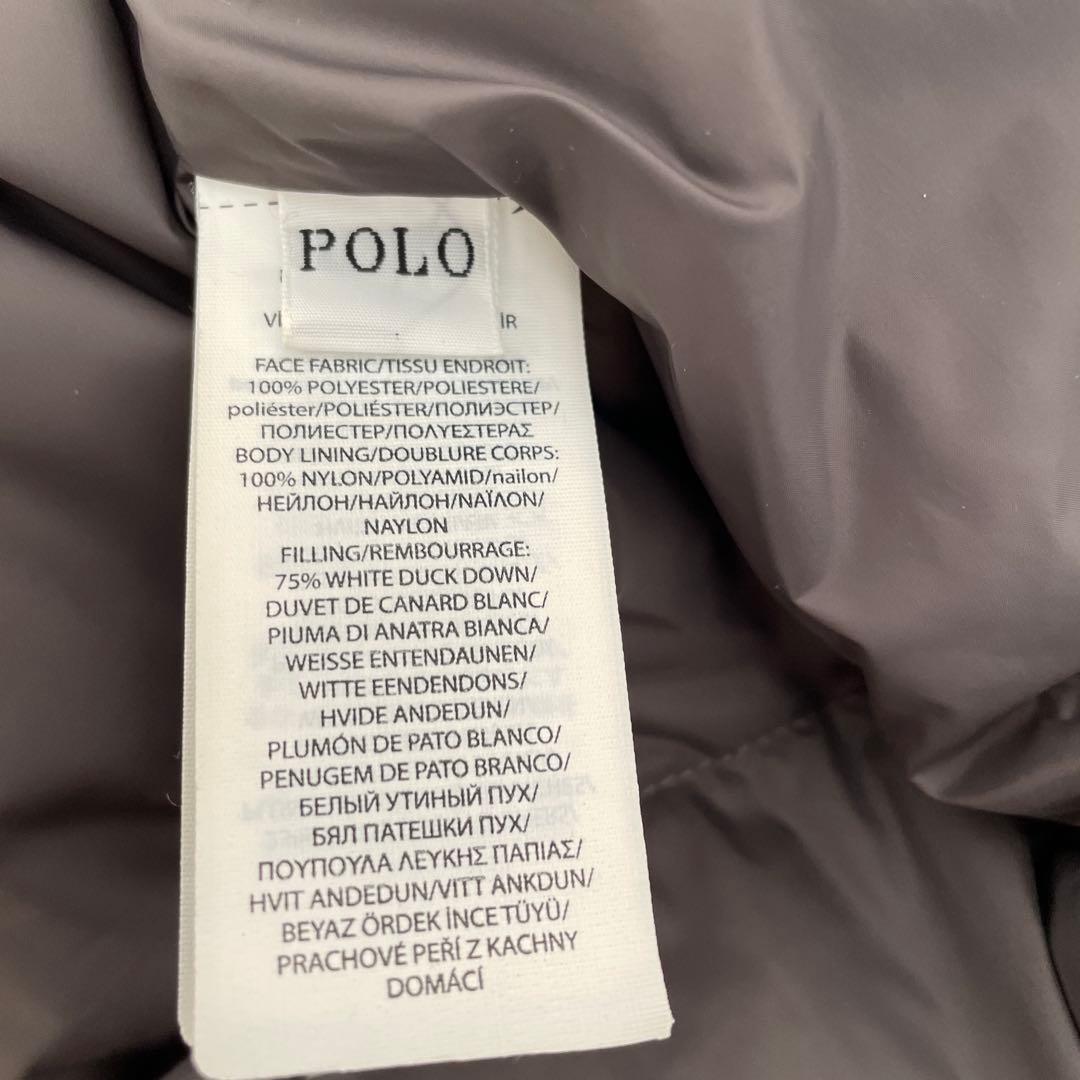 POLO
FACE FABRIC/TISSU ENDROIT:
100% POLYESTER/POLIESTERE/
poliéster/POLIÉSTER/ПОЛИЭСТЕР/
ПОЛИЕСТЕР/ΠΟΛΥΕΣΤΕΡΑΣ
BODY LINING/DOUBLURE CORPS:
100% NYLON/POLYAMID/nailon/
НЕЙЛОН/НАЙЛОН/ΝΑΪΛΟΝ/
NAYLON
FILLING/REMBOURRAGE:
75% WHITE DUCK DOWN/
DUVET DE CANARD BLANC/
PIUMA DI ANATRA BIANCA/
WEISSE ENTENDAUNEN/
WITTE EENDENDONS/
HVIDE ANDEDUN/
PLUMÓN DE PATO BLANCO/
PENUGEM DE PATO BRANCO/
БЕЛЫЙ УТИНЫЙ ПУХ/
БЯЛ ПАТЕШКИ ПУХ/
ΠΟΥΠΟΥΛΑ ΛΕΥΚΗΣ ΠΑΠΙΑΣ/
HVIT ANDEDUN/VITT ANKDUN/
BEYAZ ÖRDEK İNCE TÜYÜ/
PRACHOVÉ PEŘÍ Z KACHNY
DOMÁCÍ